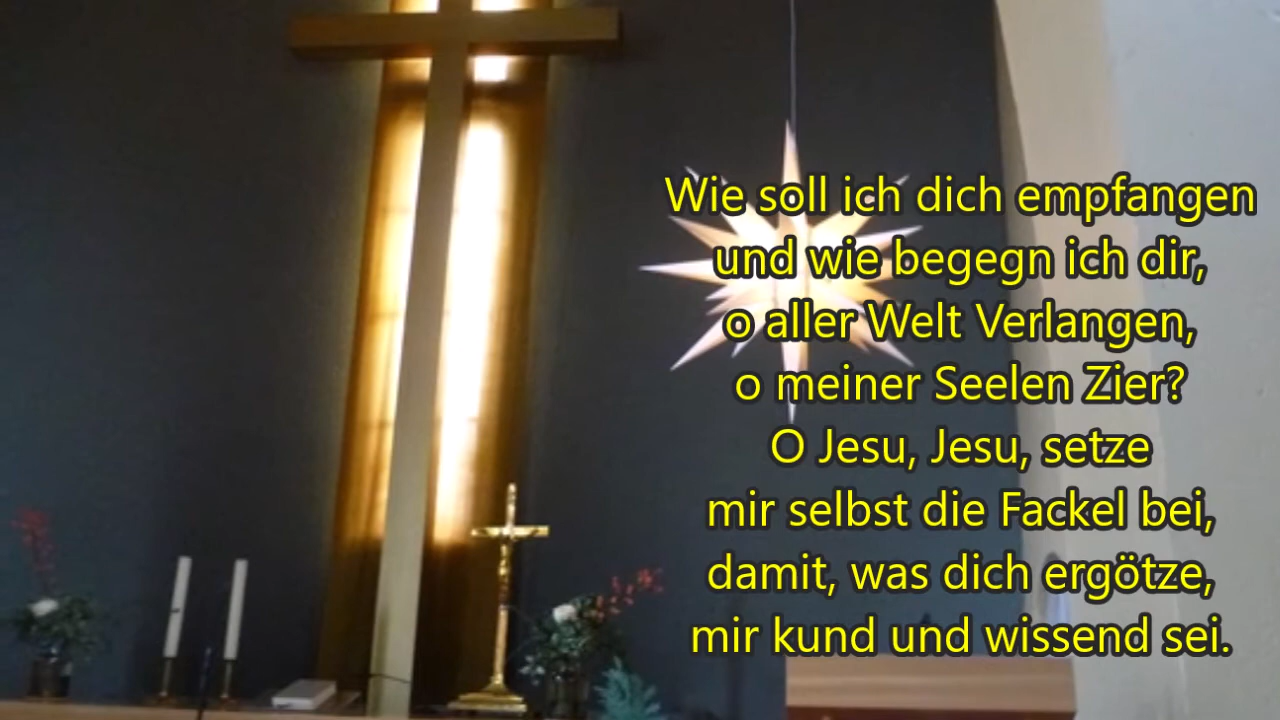 Wie soll ich dich empfangen
und wie begegn ich dir,
o aller Welt Verlangen,
o meiner Seelen Zier?
O Jesu, Jesu, setze
mir selbst die Fackel bei,
damit, was dich ergötze,
mir kund und wissend sei.